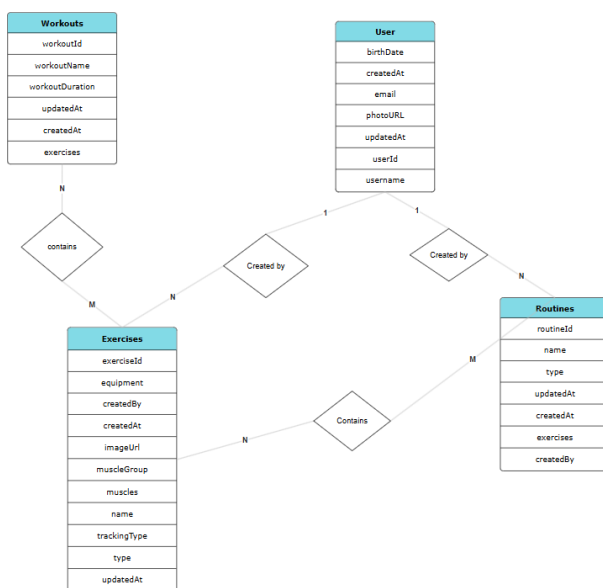 Workouts
workoutId
workoutName
workoutDuration
updatedAt
createdAt
exercises
User
birthDate
createdAt
email
photoURL
updatedAt
userId
username
N
contains
M
1
Created by
N
1
Created by
N
Exercises
exerciseId
equipment
createdBy
createdAt
imageUrl
muscleGroup
muscles
name
trackingType
type
updatedAt
Routines
routineId
name
type
updatedAt
createdAt
exercises
createdBy
M
Contains
N